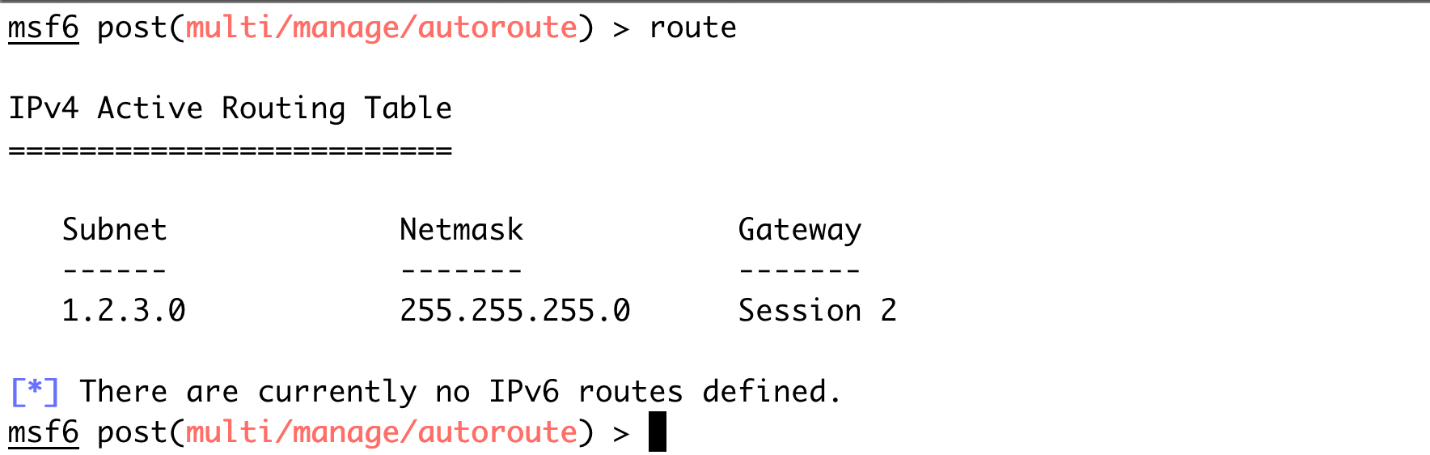 msf6 post(multi/manage/autoroute) > route
IPv4 Active Routing Table
=========================
Subnet Netmask Gateway
------ ------- -------
1.2.3.0 255.255.255.0 Session 2
[*] There are currently no IPv6 routes defined.
msf6 post(multi/manage/autoroute) >